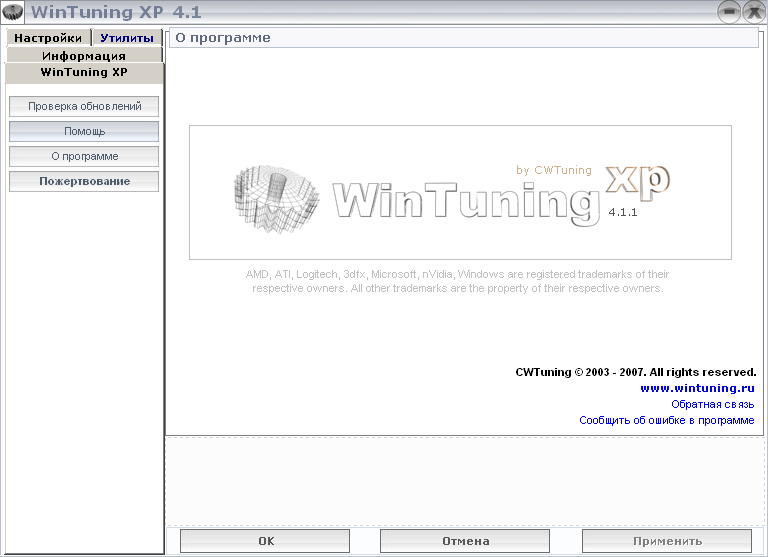 WinTuning XP 4.1
Настройки
Утилиты
Информация
WinTuning XP
Проверка обновлений
Помощь
О программе
Пожертвование
О программе
by CWTuning
WinTuning xp
4.1.1
AMD, ATI, Logitech, 3dfx, Microsoft, nVidia, Windows are registered trademarks of their
respective owners. All other trademarks are the property of their respective owners.
CWTuning © 2003 - 2007. All rights reserved.
www.wintuning.ru
Обратная связь
Сообщить об ошибке в программе
OK
Отмена
Применить